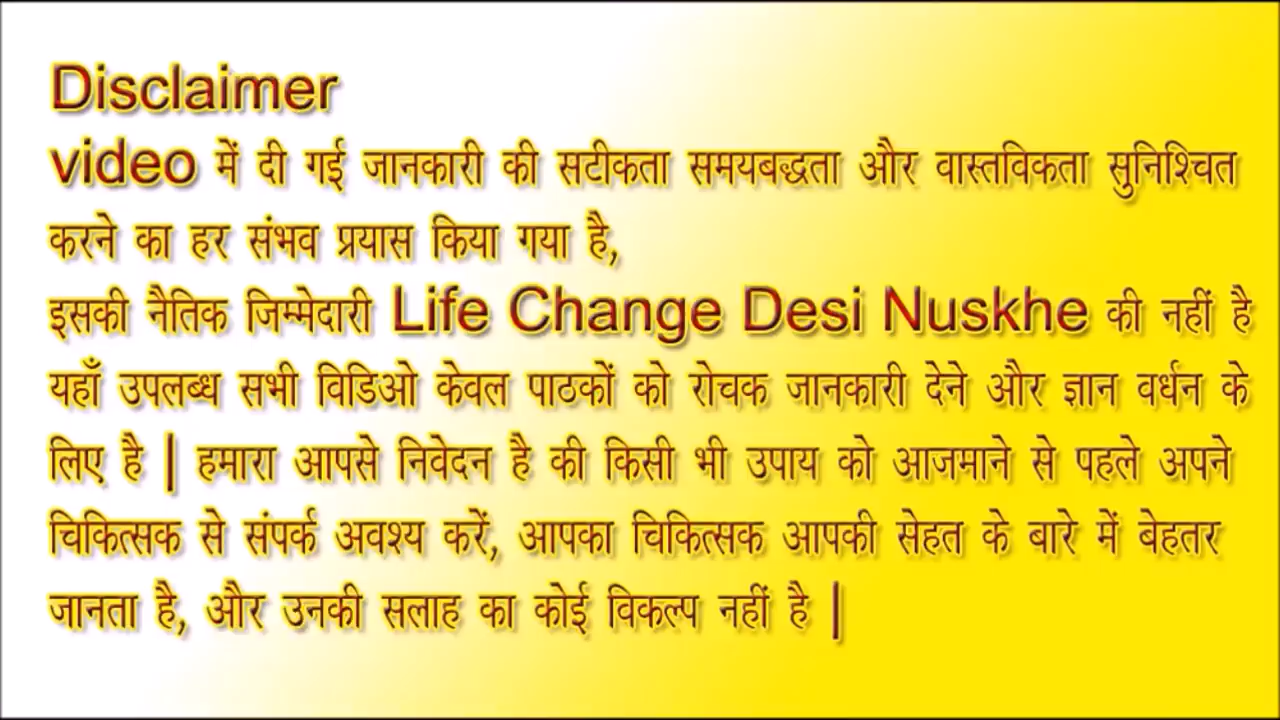 Disclaimer
video में दी गई जानकारी की सटीकता समयबद्धता और वास्तविकता सुनिश्चित
करने का हर संभव प्रयास किया गया है,
इसकी नैतिक जिम्मेदारी Life Change Desi Nuskhe की नहीं है
यहाँ उपलब्ध सभी विडिओ केवल पाठकों को रोचक जानकारी देने और ज्ञान वर्धन के
लिए है | हमारा आपसे निवेदन है की किसी भी उपाय को आजमाने से पहले अपने
चिकित्सक से संपर्क अवश्य करें, आपका चिकित्सक आपकी सेहत के बारे में बेहतर
जानता है, और उनकी सलाह का कोई विकल्प नहीं है |